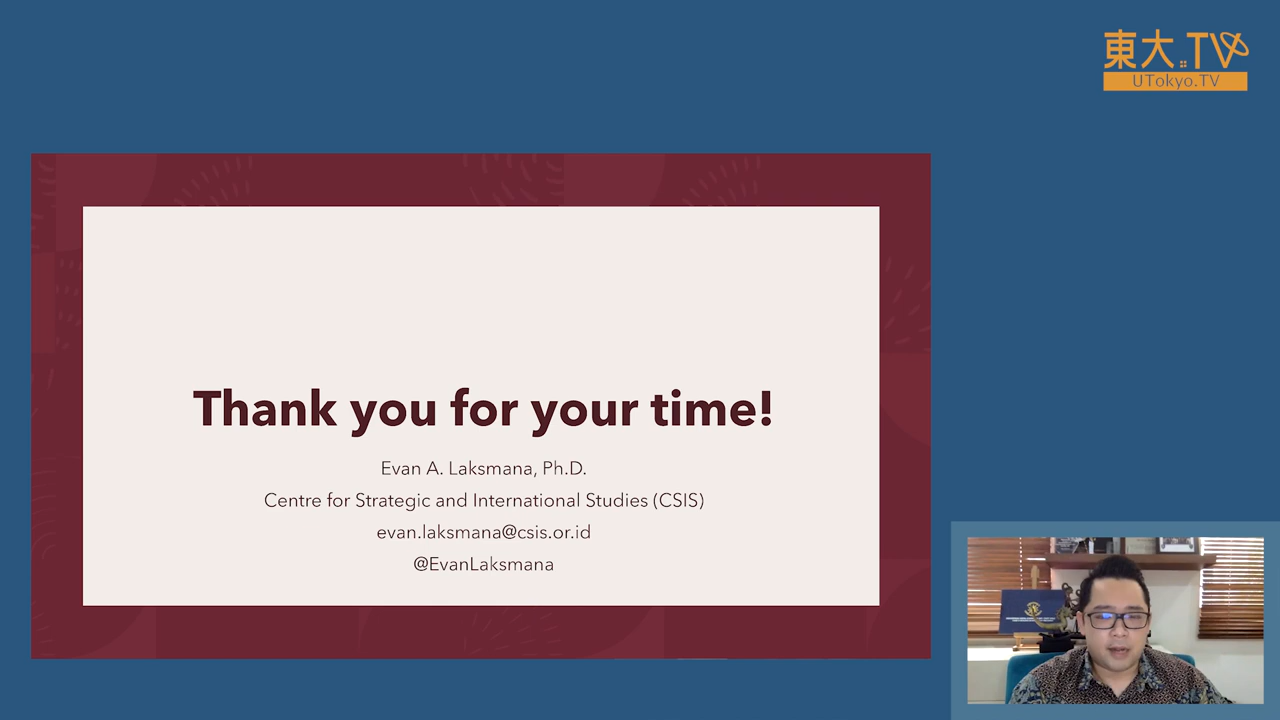 東大.TV
UTokyo.TV
Thank you for your time!
Evan A. Laksmana, Ph.D.
Centre for Strategic and International Studies (CSIS)
evan.laksmana@csis.or.id
@EvanLaksmana